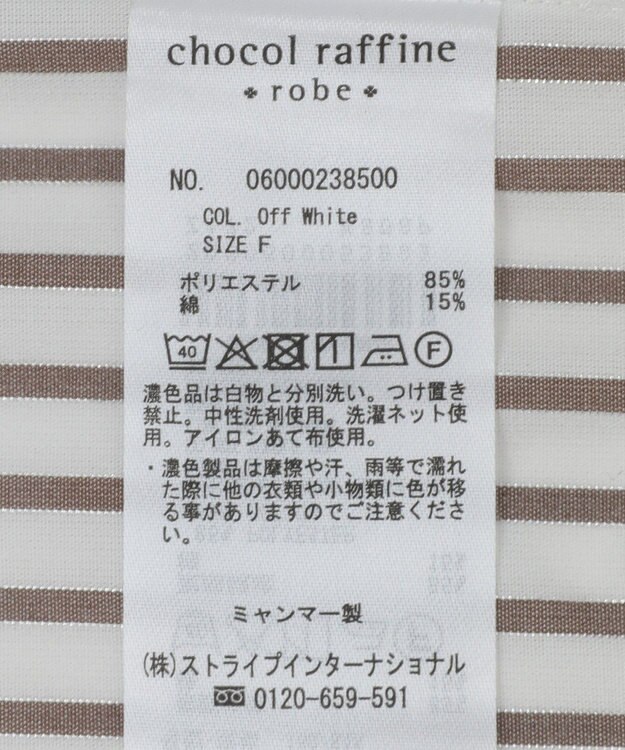 chocol raffine
robe
NO. 06000238500
COL. Off White
SIZE F
ポリエステル 85%
綿 15%
40 F
濃色品は白物と分別洗い。つけ置き
禁止。中性洗剤使用。洗濯ネット使
用。アイロンあて布使用。
・濃色製品は摩擦や汗、雨等で濡れ
た際に他の衣類や小物類に色が移
る事がありますのでご注意くださ
い。
ミャンマー製
(株)ストライプインターナショナル
0120-659-591